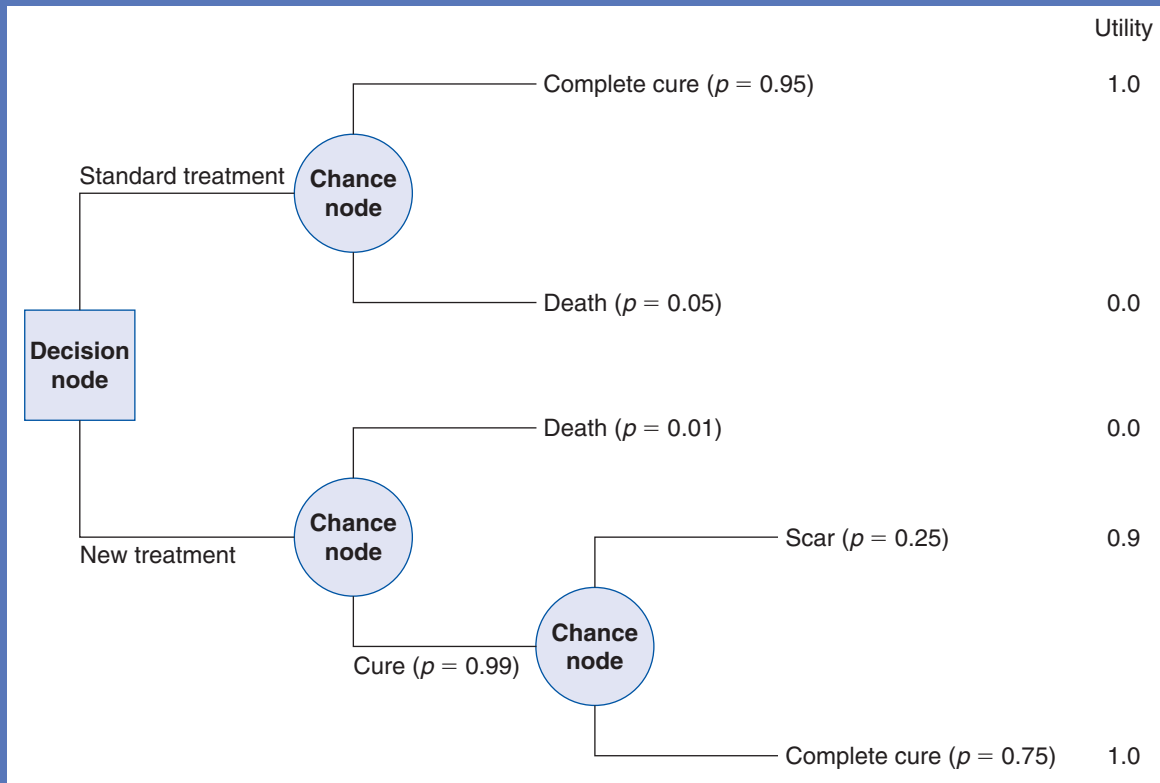 Utility
Complete cure (p = 0.95) 1.0
Standard treatment
Chance
node
Death (p = 0.05) 0.0
Decision
node
Death (p = 0.01) 0.0
New treatment
Chance
node
Scar (p = 0.25) 0.9
Cure (p = 0.99)
Chance
node
Complete cure (p = 0.75) 1.0